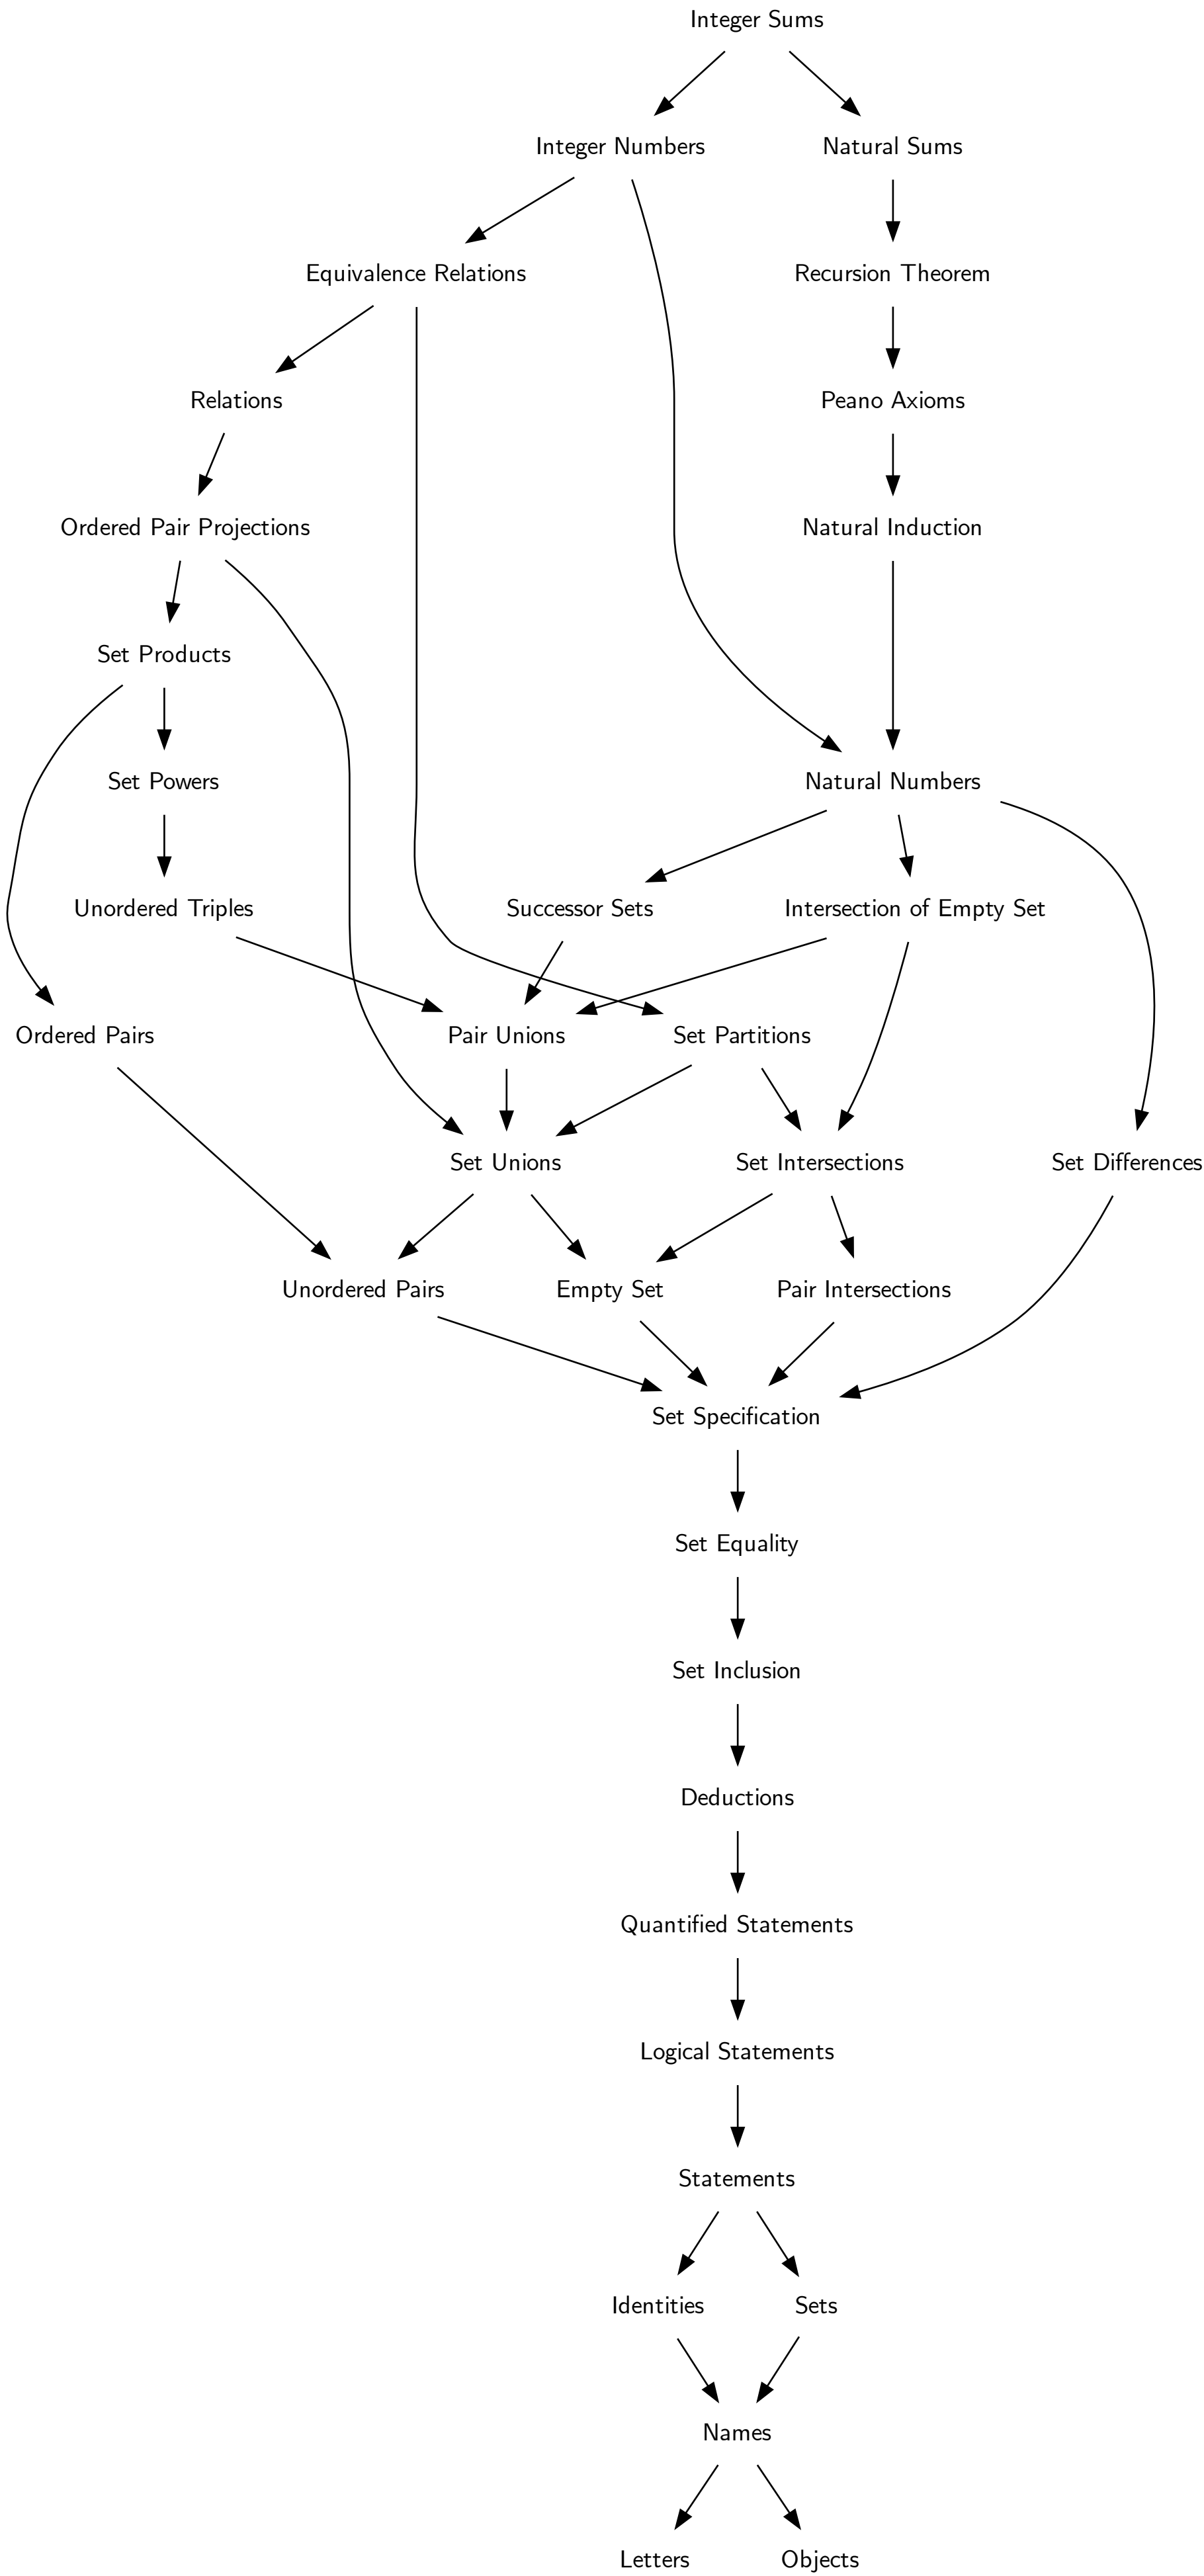 Integer Sums
Integer Numbers
Natural Sums
Equivalence Relations
Recursion Theorem
Relations
Peano Axioms
Ordered Pair Projections
Natural Induction
Set Products
Set Powers
Natural Numbers
Unordered Triples
Successor Sets
Intersection of Empty Set
Ordered Pairs
Pair Unions
Set Partitions
Set Unions
Set Intersections
Set Differences
Unordered Pairs
Empty Set
Pair Intersections
Set Specification
Set Equality
Set Inclusion
Deductions
Quantified Statements
Logical Statements
Statements
Identities
Sets
Names
Letters
Objects